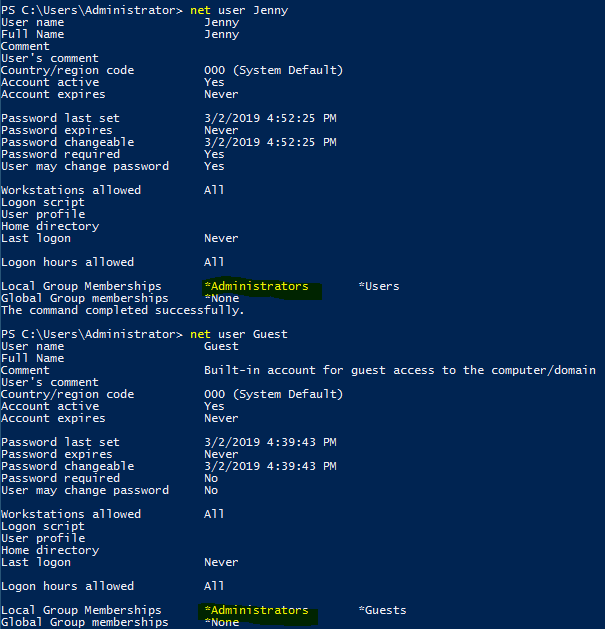 PS C:\Users\Administrator> net user Jenny
User name                    Jenny
Full Name                    Jenny
Comment
User's comment
Country/region code          000 (System Default)
Account active               Yes
Account expires              Never
Password last set            3/2/2019 4:52:25 PM
Password expires             Never
Password changeable          3/2/2019 4:52:25 PM
Password required            Yes
User may change password     Yes
Workstations allowed         All
Logon script
User profile
Home directory
Last logon                   Never
Logon hours allowed          All
Local Group Memberships      *Administrators       *Users
Global Group memberships     *None
The command completed successfully.
PS C:\Users\Administrator> net user Guest
User name                    Guest
Full Name
Comment                      Built-in account for guest access to the computer/domain
User's comment
Country/region code          000 (System Default)
Account active               Yes
Account expires              Never
Password last set            3/2/2019 4:39:43 PM
Password expires             Never
Password changeable          3/2/2019 4:39:43 PM
Password required            No
User may change password     No
Workstations allowed         All
Logon script
User profile
Home directory
Last logon                   Never
Logon hours allowed          All
Local Group Memberships      *Administrators       *Guests
Global Group memberships     *None